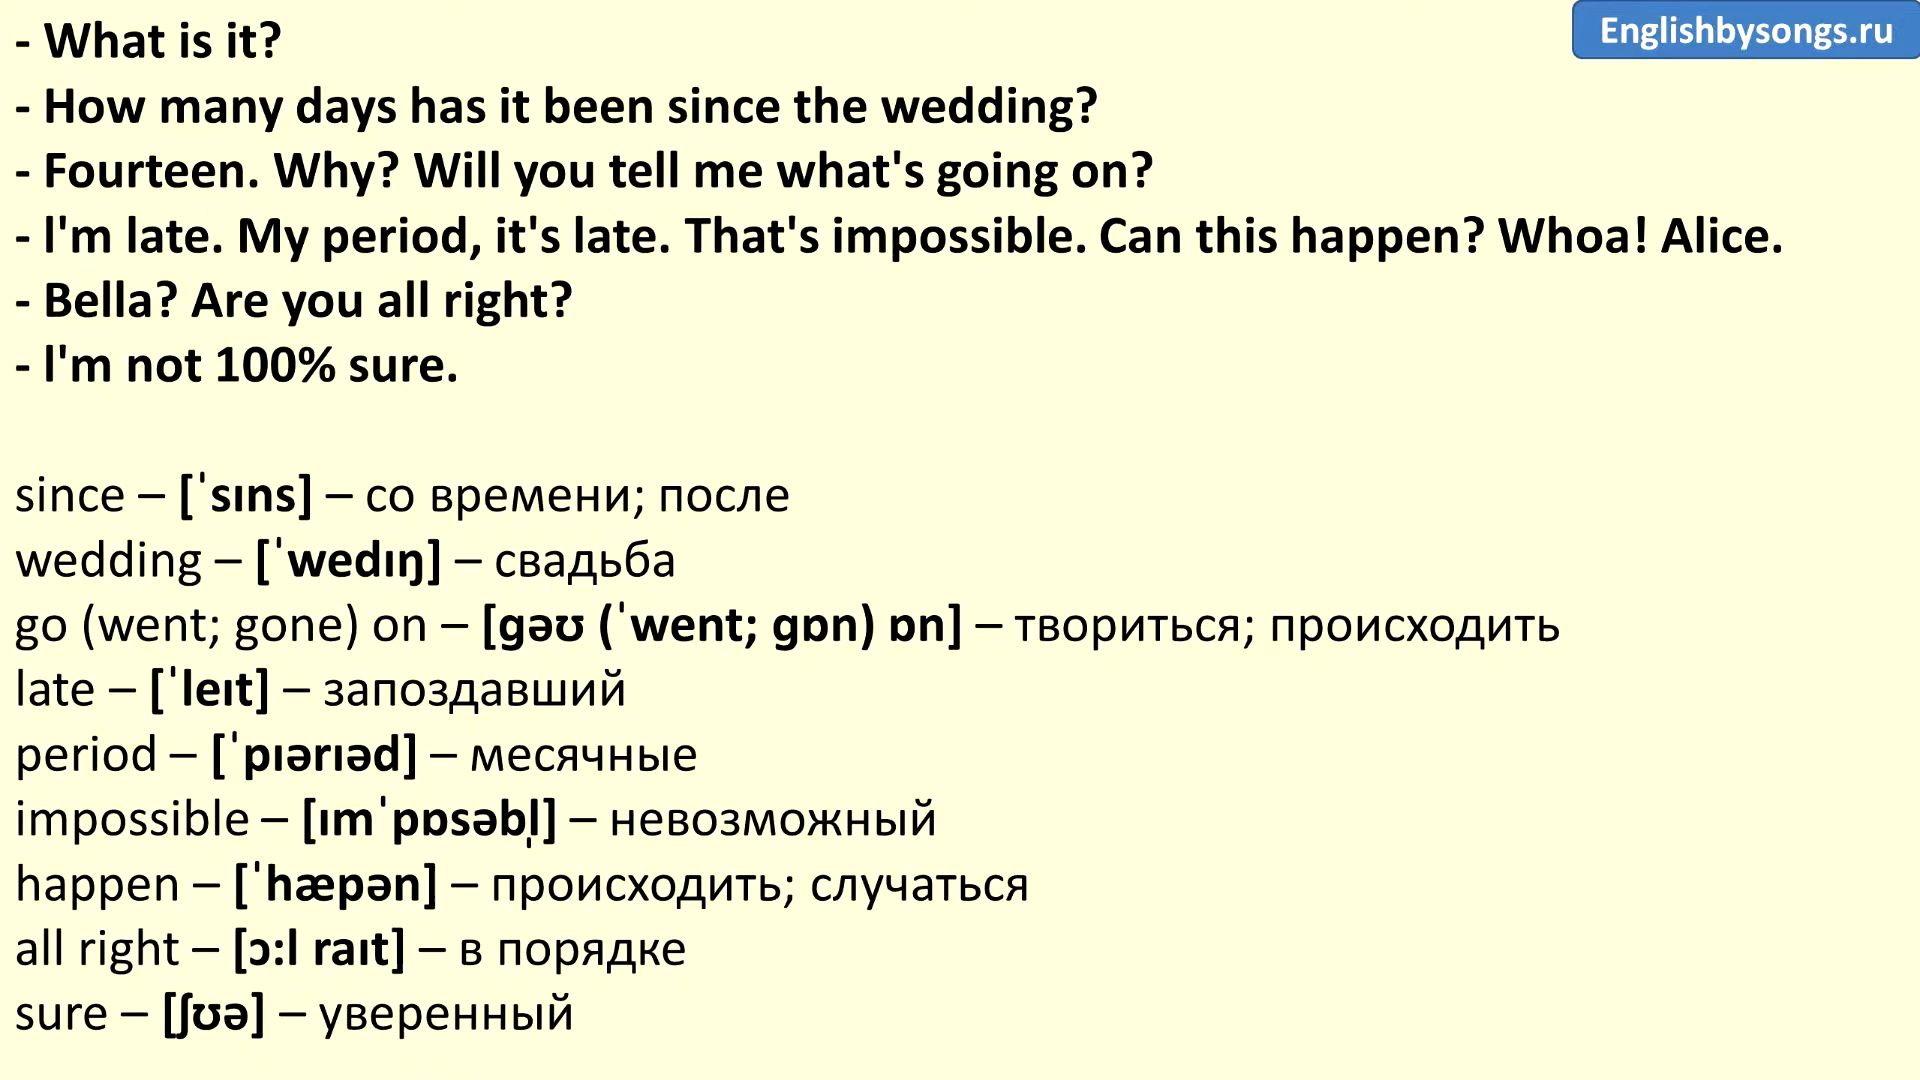 - What is it?
Englishbysongs.ru
- How many days has it been since the wedding?
- Fourteen. Why? Will you tell me what's going on?
- I'm late. My period, it's late. That's impossible. Can this happen? Whoa! Alice.
- Bella? Are you all right?
- I'm not 100% sure.
since – [ˈsɪns] – со времени; после
wedding – [ˈwedɪŋ] – свадьба
go (went; gone) on – [gəʊ (ˈwent; gɒn) ɒn] – твориться; происходить
late – [ˈleɪt] – запоздавший
period – [ˈpɪərɪəd] – месячные
impossible – [ɪmˈpɒsəbl̩] – невозможный
happen – [ˈhæpən] – происходить; случаться
all right – [ɔ:l raɪt] – в порядке
sure – [ʃʊə] – уверенный